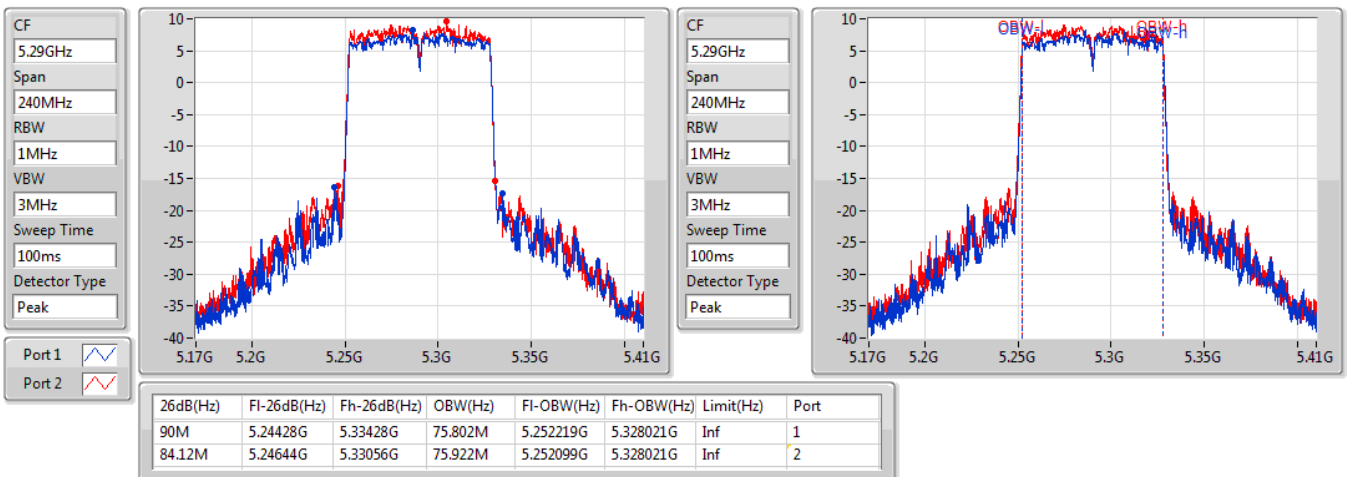 CF
5.29GHz
Span
240MHz
RBW
1MHz
VBW
3MHz
Sweep Time
100ms
Detector Type
Peak
10
5
0
-5
-10
-15
-20
-25
-30
-35
-40
5.17G 5.2G 5.25G 5.3G 5.35G 5.41G
Port 1
Port 2
CF
5.29GHz
Span
240MHz
RBW
1MHz
VBW
3MHz
Sweep Time
100ms
Detector Type
Peak
10
5
0
-5
-10
-15
-20
-25
-30
-35
-40
OBW-l OBW-h
OBW-l OBW-h
5.17G 5.2G 5.25G 5.3G 5.35G 5.41G
26dB(Hz) Fl-26dB(Hz) Fh-26dB(Hz) OBW(Hz) Fl-OBW(Hz) Fh-OBW(Hz) Limit(Hz) Port
90M 5.24428G 5.33428G 75.802M 5.252219G 5.328021G Inf 1
84.12M 5.24644G 5.33056G 75.922M 5.252099G 5.328021G Inf 2